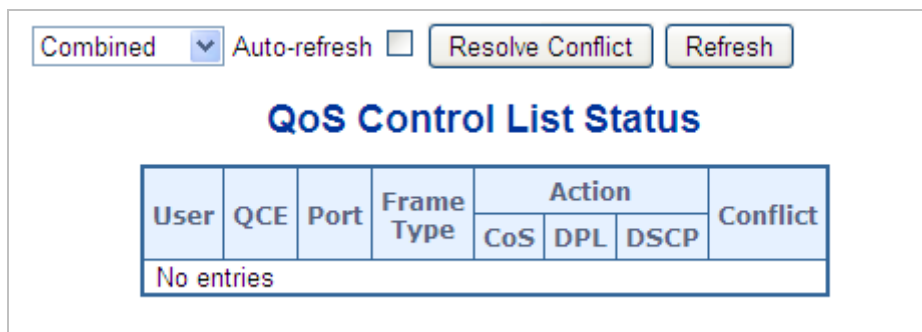 Combined Auto-refresh Resolve Conflict Refresh
QoS Control List Status
User QCE Port Frame Type Action Conflict
CoS DPL DSCP
No entries